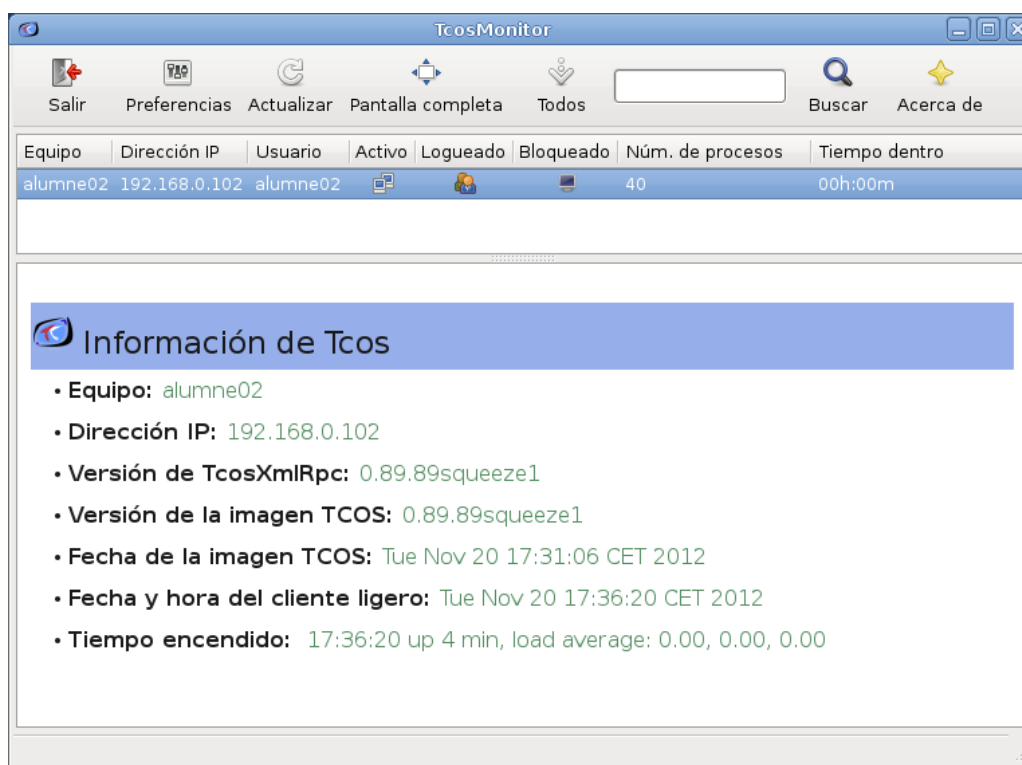 TcosMonitor
Salir Preferencias Actualizar Pantalla completa Todos Buscar Acerca de
Equipo Dirección IP Usuario Activo Logueado Bloqueado Núm. de procesos Tiempo dentro
alumne02 192.168.0.102 alumne02 40 00h:00m
Información de Tcos
• Equipo: alumne02
• Dirección IP: 192.168.0.102
• Versión de TcosXmlRpc: 0.89.89squeeze1
• Versión de la imagen TCOS: 0.89.89squeeze1
• Fecha de la imagen TCOS: Tue Nov 20 17:31:06 CET 2012
• Fecha y hora del cliente ligero: Tue Nov 20 17:36:20 CET 2012
• Tiempo encendido: 17:36:20 up 4 min, load average: 0.00, 0.00, 0.00